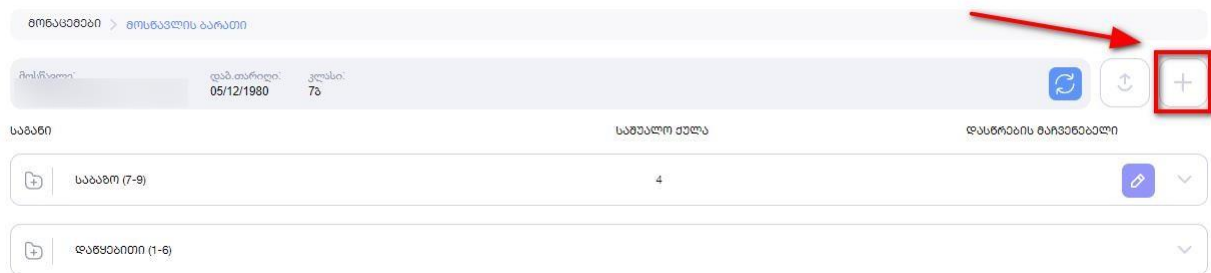 მონაცემები > მოსწავლის ბარათი
მოსწავლე: დაბ.თარიღი: კლასი:
05/12/1980 7ბ
საგანი საშუალო ქულა დასწრების მაჩვენებელი
საბაზო (7-9) 4
დაწყებითი (1-6)